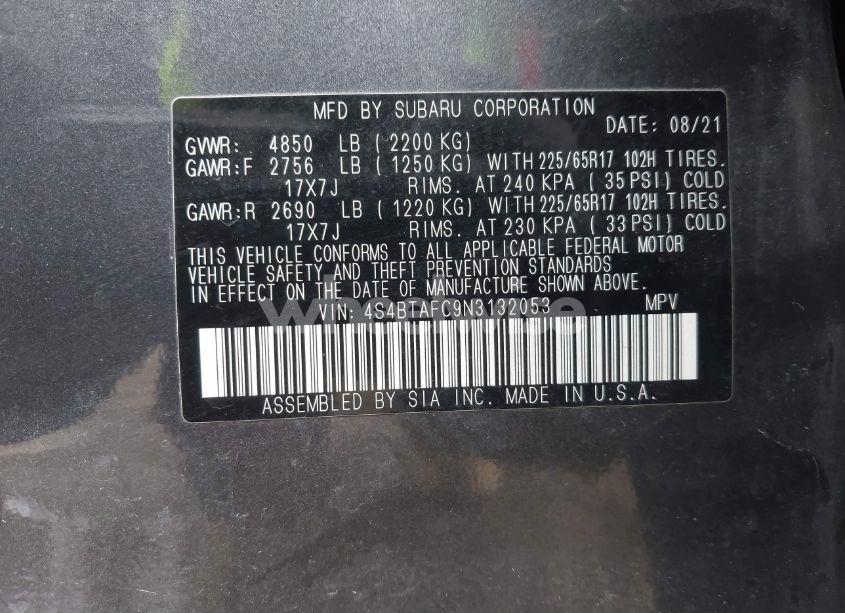 MFD BY SUBARU CORPORATION
DATE: 08/21
GVWR: 4850 LB (2200 KG)
GAWR:F 2756 LB (1250 KG) WITH 225/65R17 102H TIRES.
17X7J RIMS. AT 240 KPA (35 PSI) COLD
GAWR:R 2690 LB (1220 KG) WITH 225/65R17 102H TIRES.
17X7J RIMS. AT 230 KPA (33 PSI) COLD
THIS VEHICLE CONFORMS TO ALL APPLICABLE FEDERAL MOTOR
VEHICLE SAFETY AND THEFT PREVENTION STANDARDS
IN EFFECT ON THE DATE OF MANUFACTURE SHOWN ABOVE.
VIN: 4S4BTAFC9N3132053 MPV
ASSEMBLED BY SIA INC. MADE IN U.S.A.